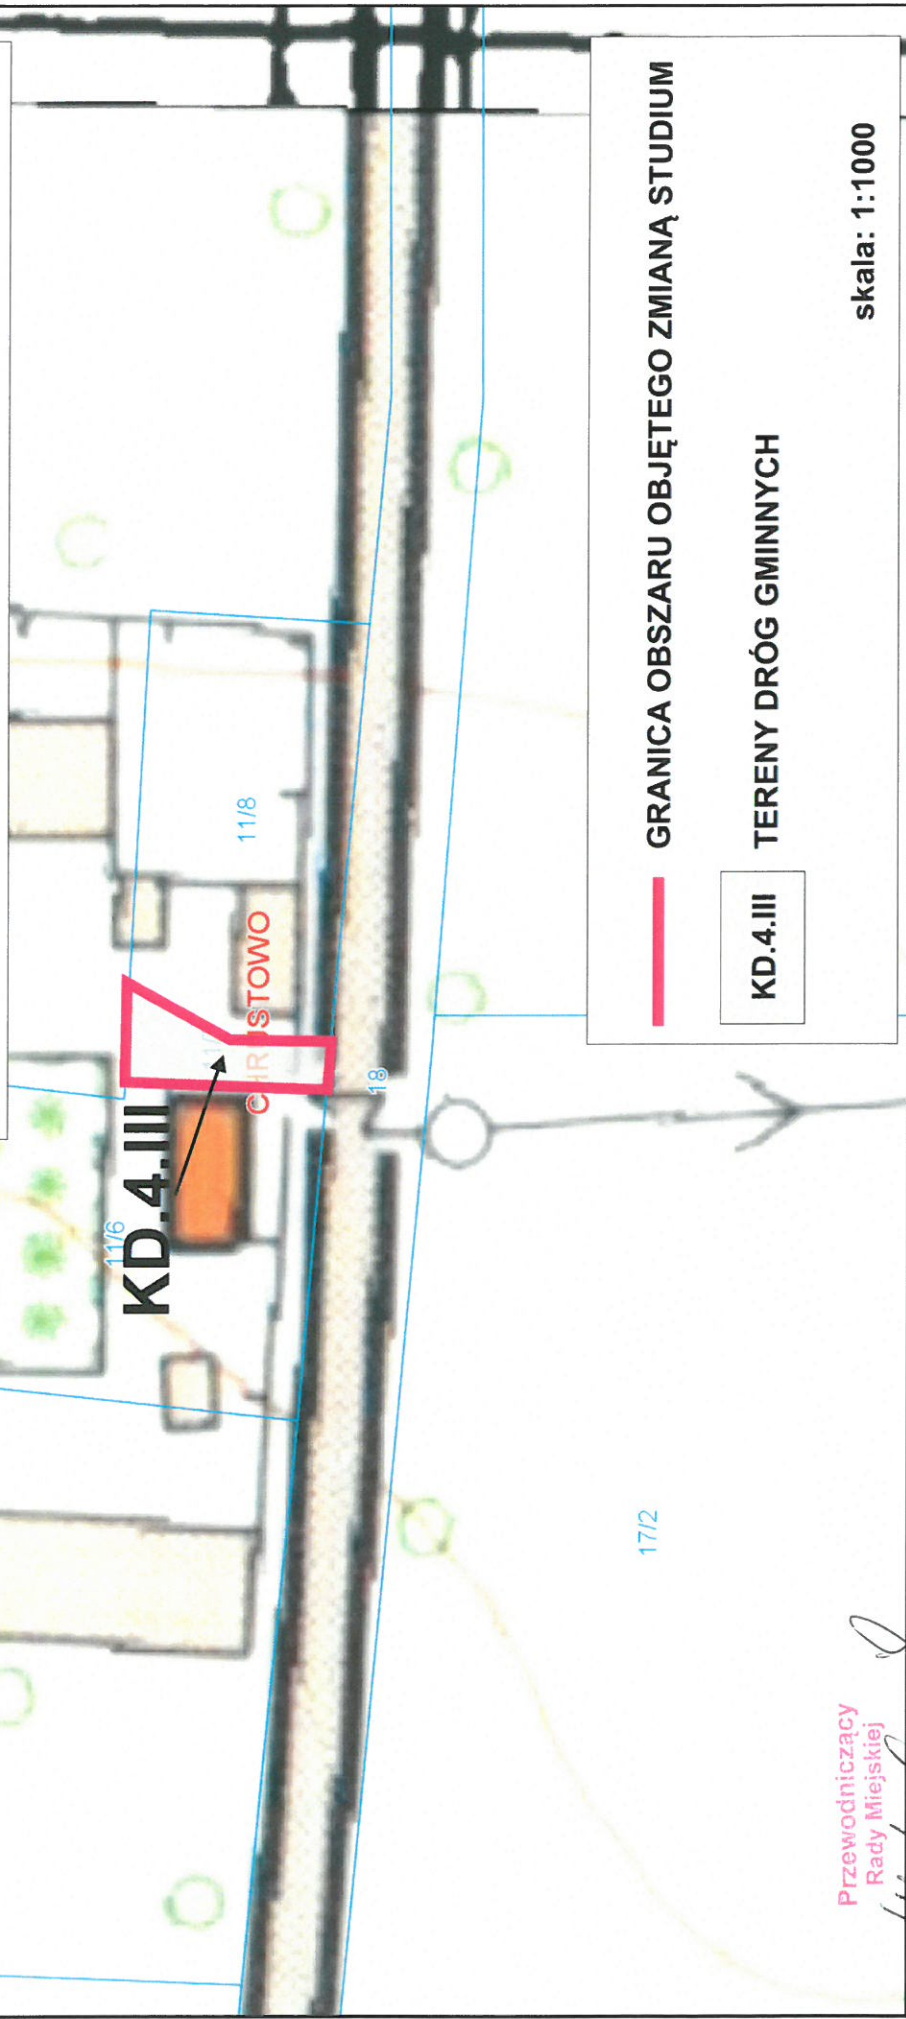 11/8
CHRUSTOWO
KD.4.III
11/6
18
17/2
GRANICA OBSZARU OBJĘTEGO ZMIANĄ STUDIUM
KD.4.III
TERENY DRÓG GMINNYCH
skala: 1:1000
Przewodniczący
Rady Miejskiej